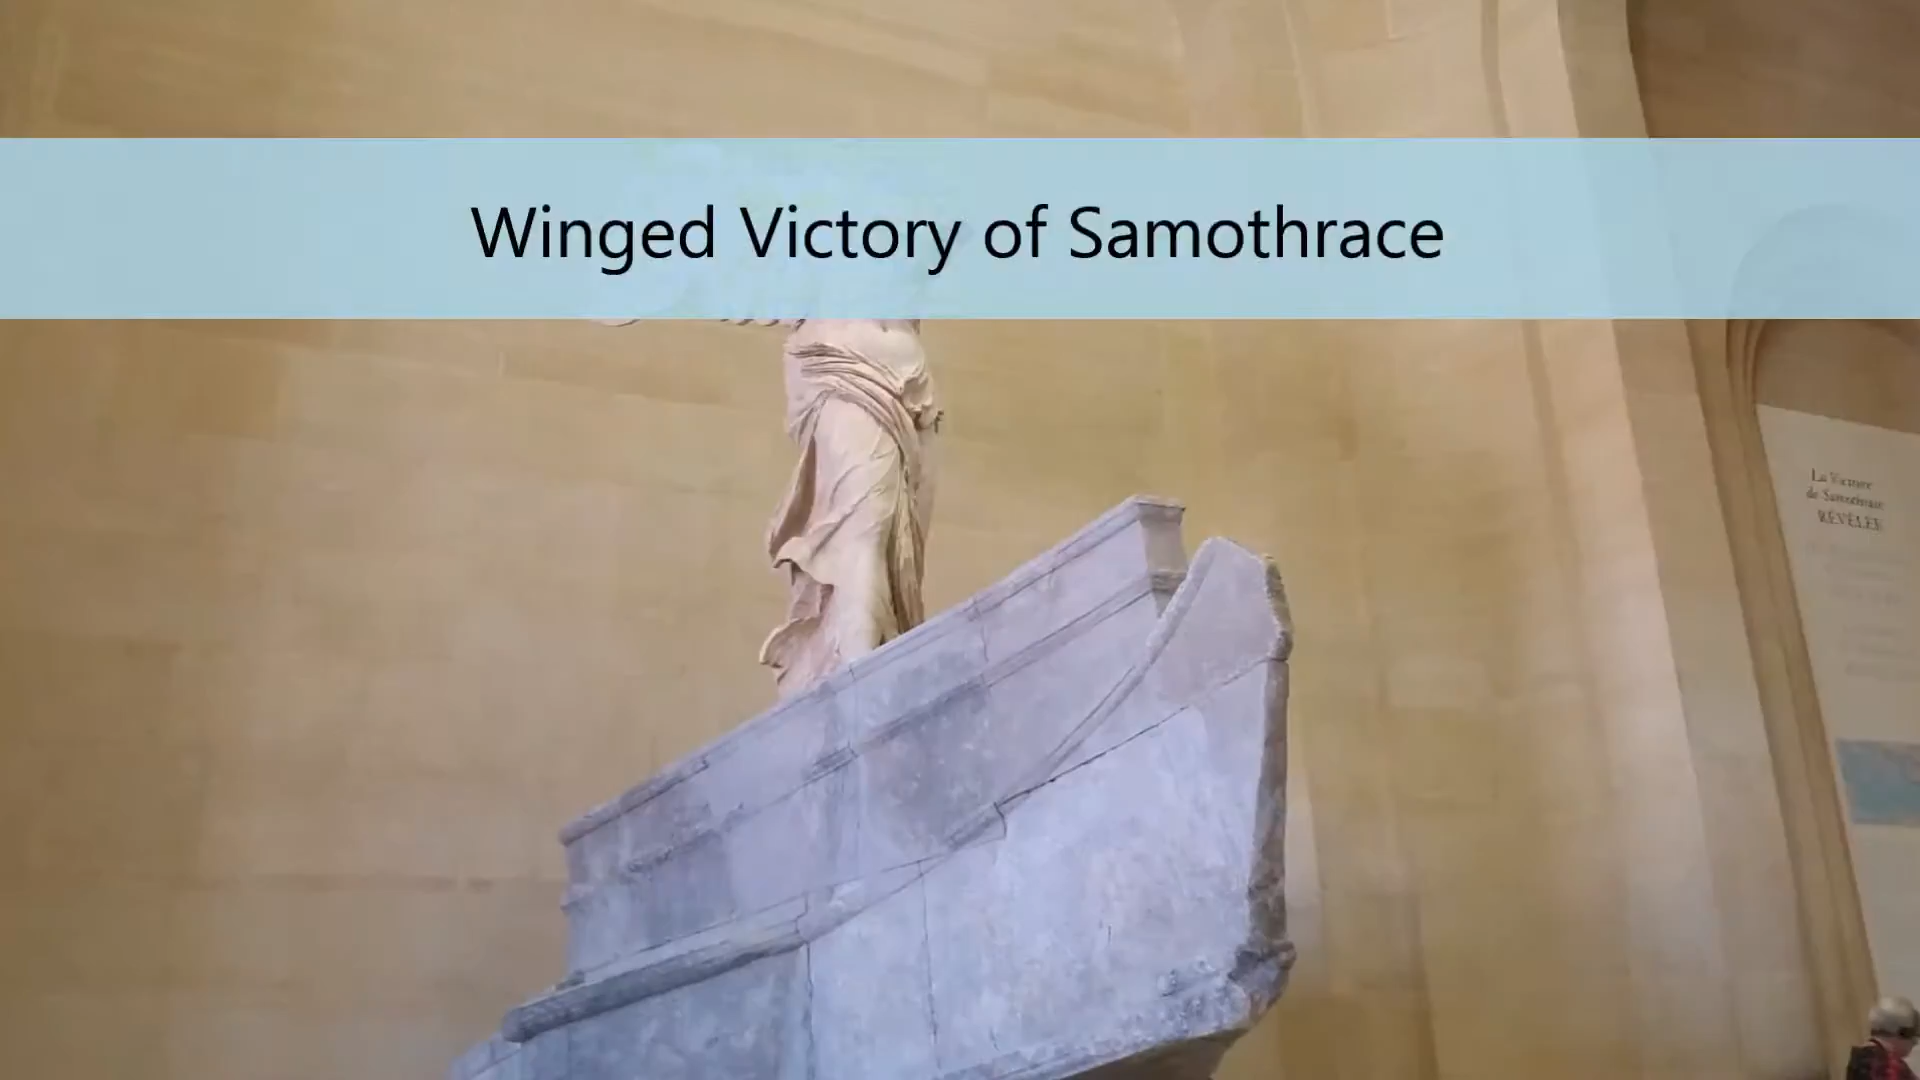 Winged Victory of Samothrace
La Victoire
de Samothrace
RÉVÉLÉE